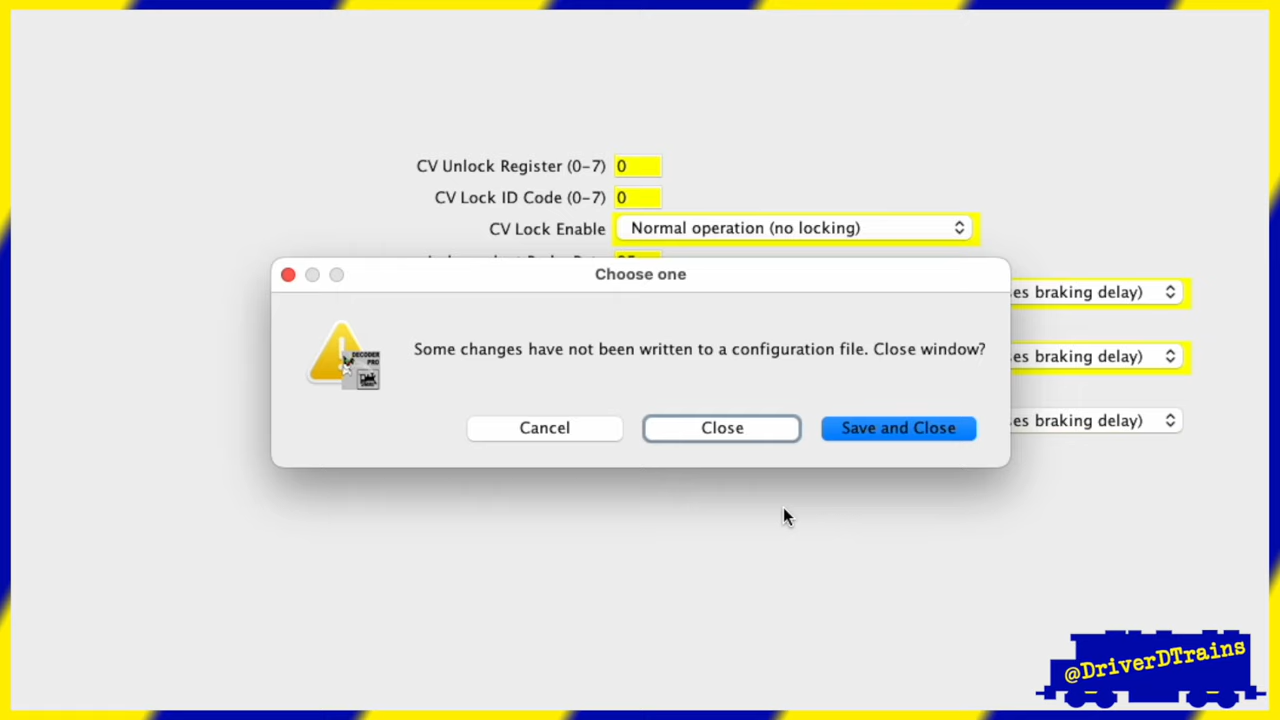 CV Unlock Register (0-7) 0
CV Lock ID Code (0-7) 0
CV Lock Enable Normal operation (no locking)
Choose one
es braking delay)
Some changes have not been written to a configuration file. Close window?
DECODER
PRO
es braking delay)
Cancel Close Save and Close
es braking delay)
@DriverDTrains